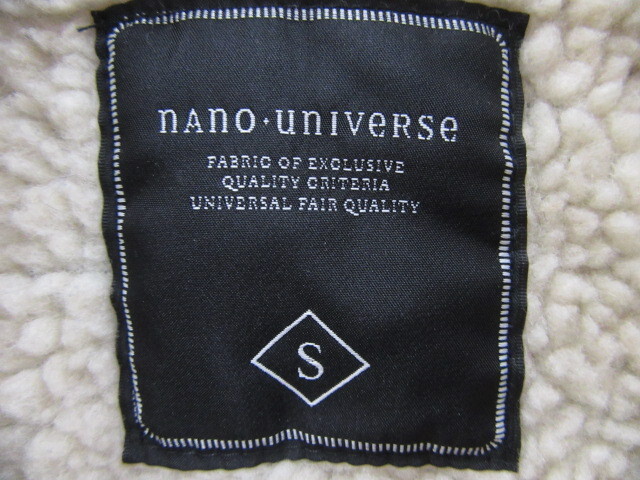 nano・universe
FABRIC OF EXCLUSIVE
QUALITY CRITERIA
UNIVERSAL FAIR QUALITY
S